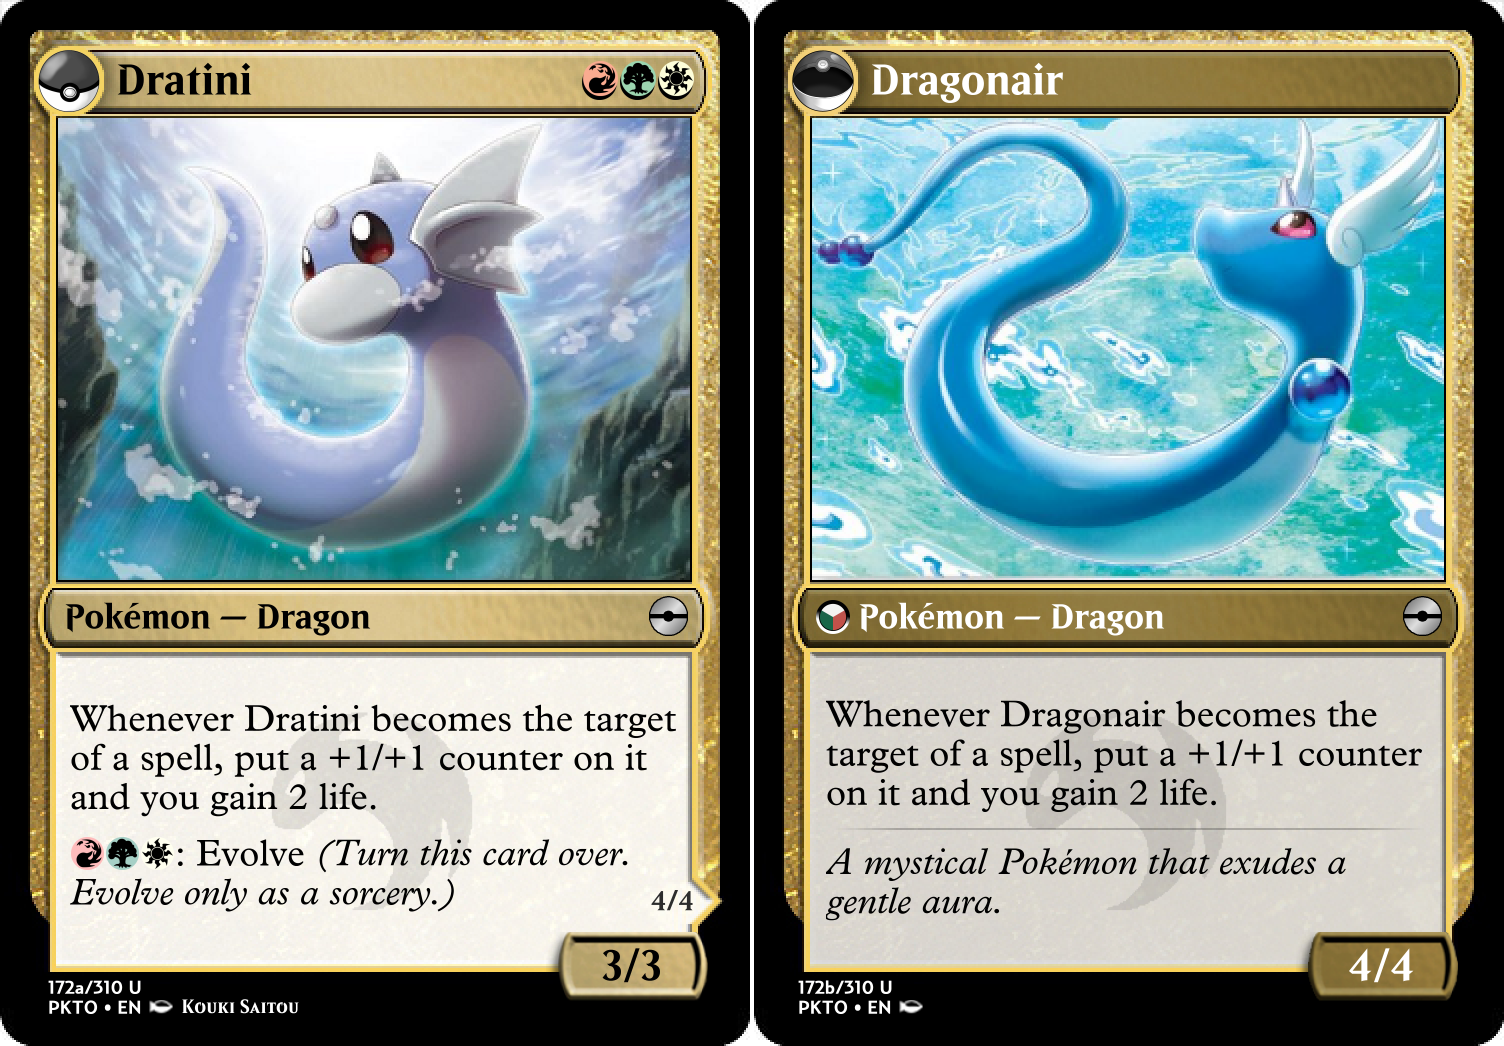 Dratini
Pokémon — Dragon
Whenever Dratini becomes the target
of a spell, put a +1/+1 counter on it
and you gain 2 life.
: Evolve (Turn this card over.
Evolve only as a sorcery.)
4/4
3/3
172a/310 U
PKTO • EN Kouki Saitou
Dragonair
Pokémon — Dragon
Whenever Dragonair becomes the
target of a spell, put a +1/+1 counter
on it and you gain 2 life.
A mystical Pokémon that exudes a
gentle aura.
4/4
172b/310 U
PKTO • EN